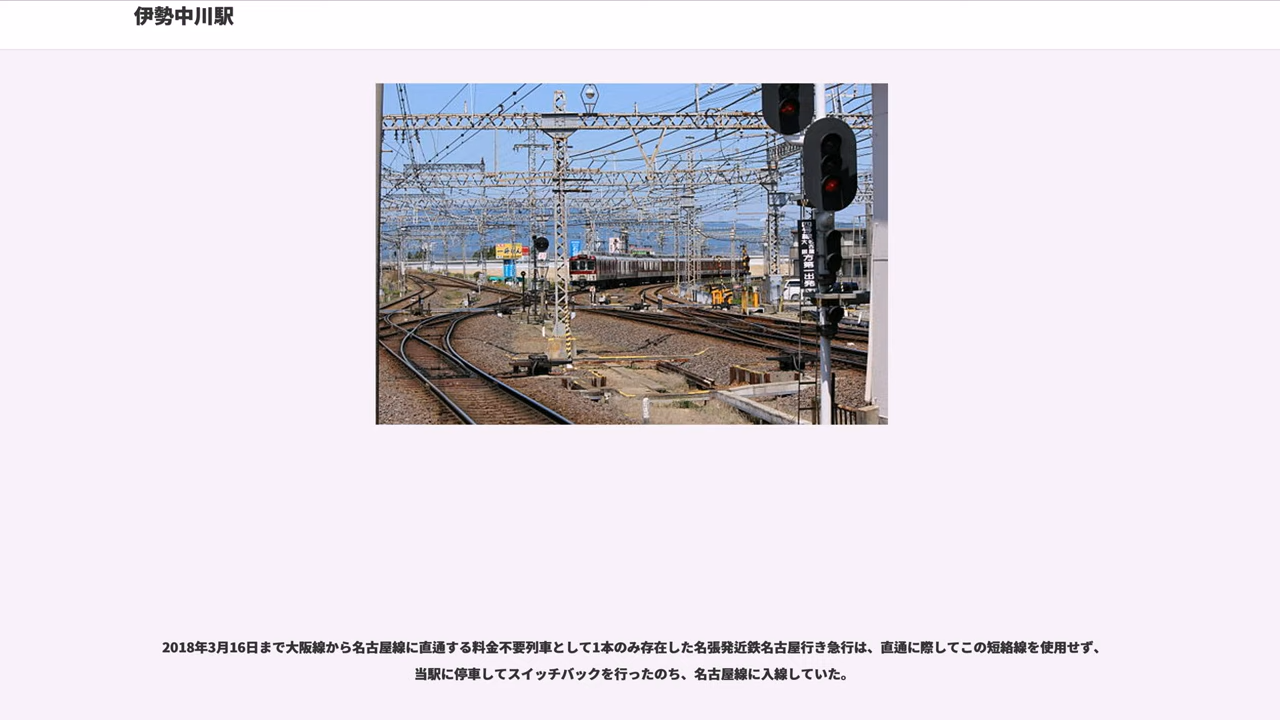 伊勢中川駅
方第一出発
2018年3月16日まで大阪線から名古屋線に直通する料金不要列車として1本のみ存在した名張発近鉄名古屋行き急行は、直通に際してこの短絡線を使用せず、
当駅に停車してスイッチバックを行ったのち、名古屋線に入線していた。